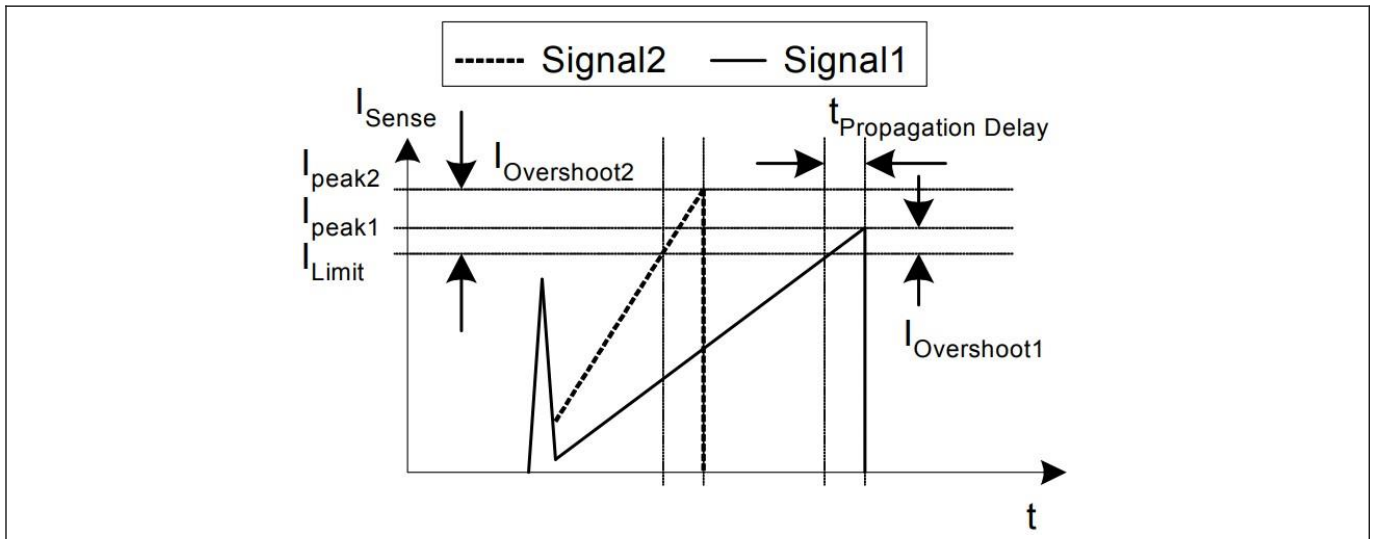 Signal2 Signal1
I_Sense
t_Propagation Delay
I_Overshoot2
I_peak2
I_peak1
I_Limit
I_Overshoot1
t